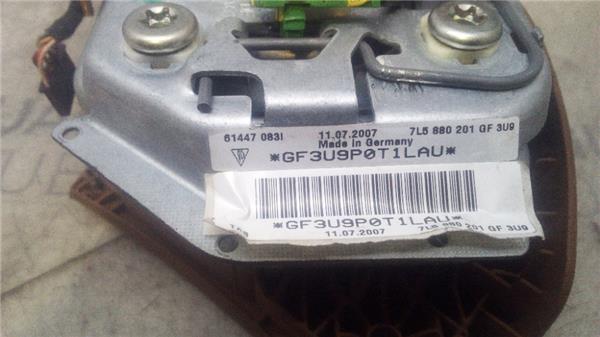 61447 083I 11.07.2007 7L5 880 201 GF 3U9
Made in Germany
*GF3U9P0T1LAU*
*GF3U9P0T1LAU*
11.07.2007 7L5 880 201 GF 3U9